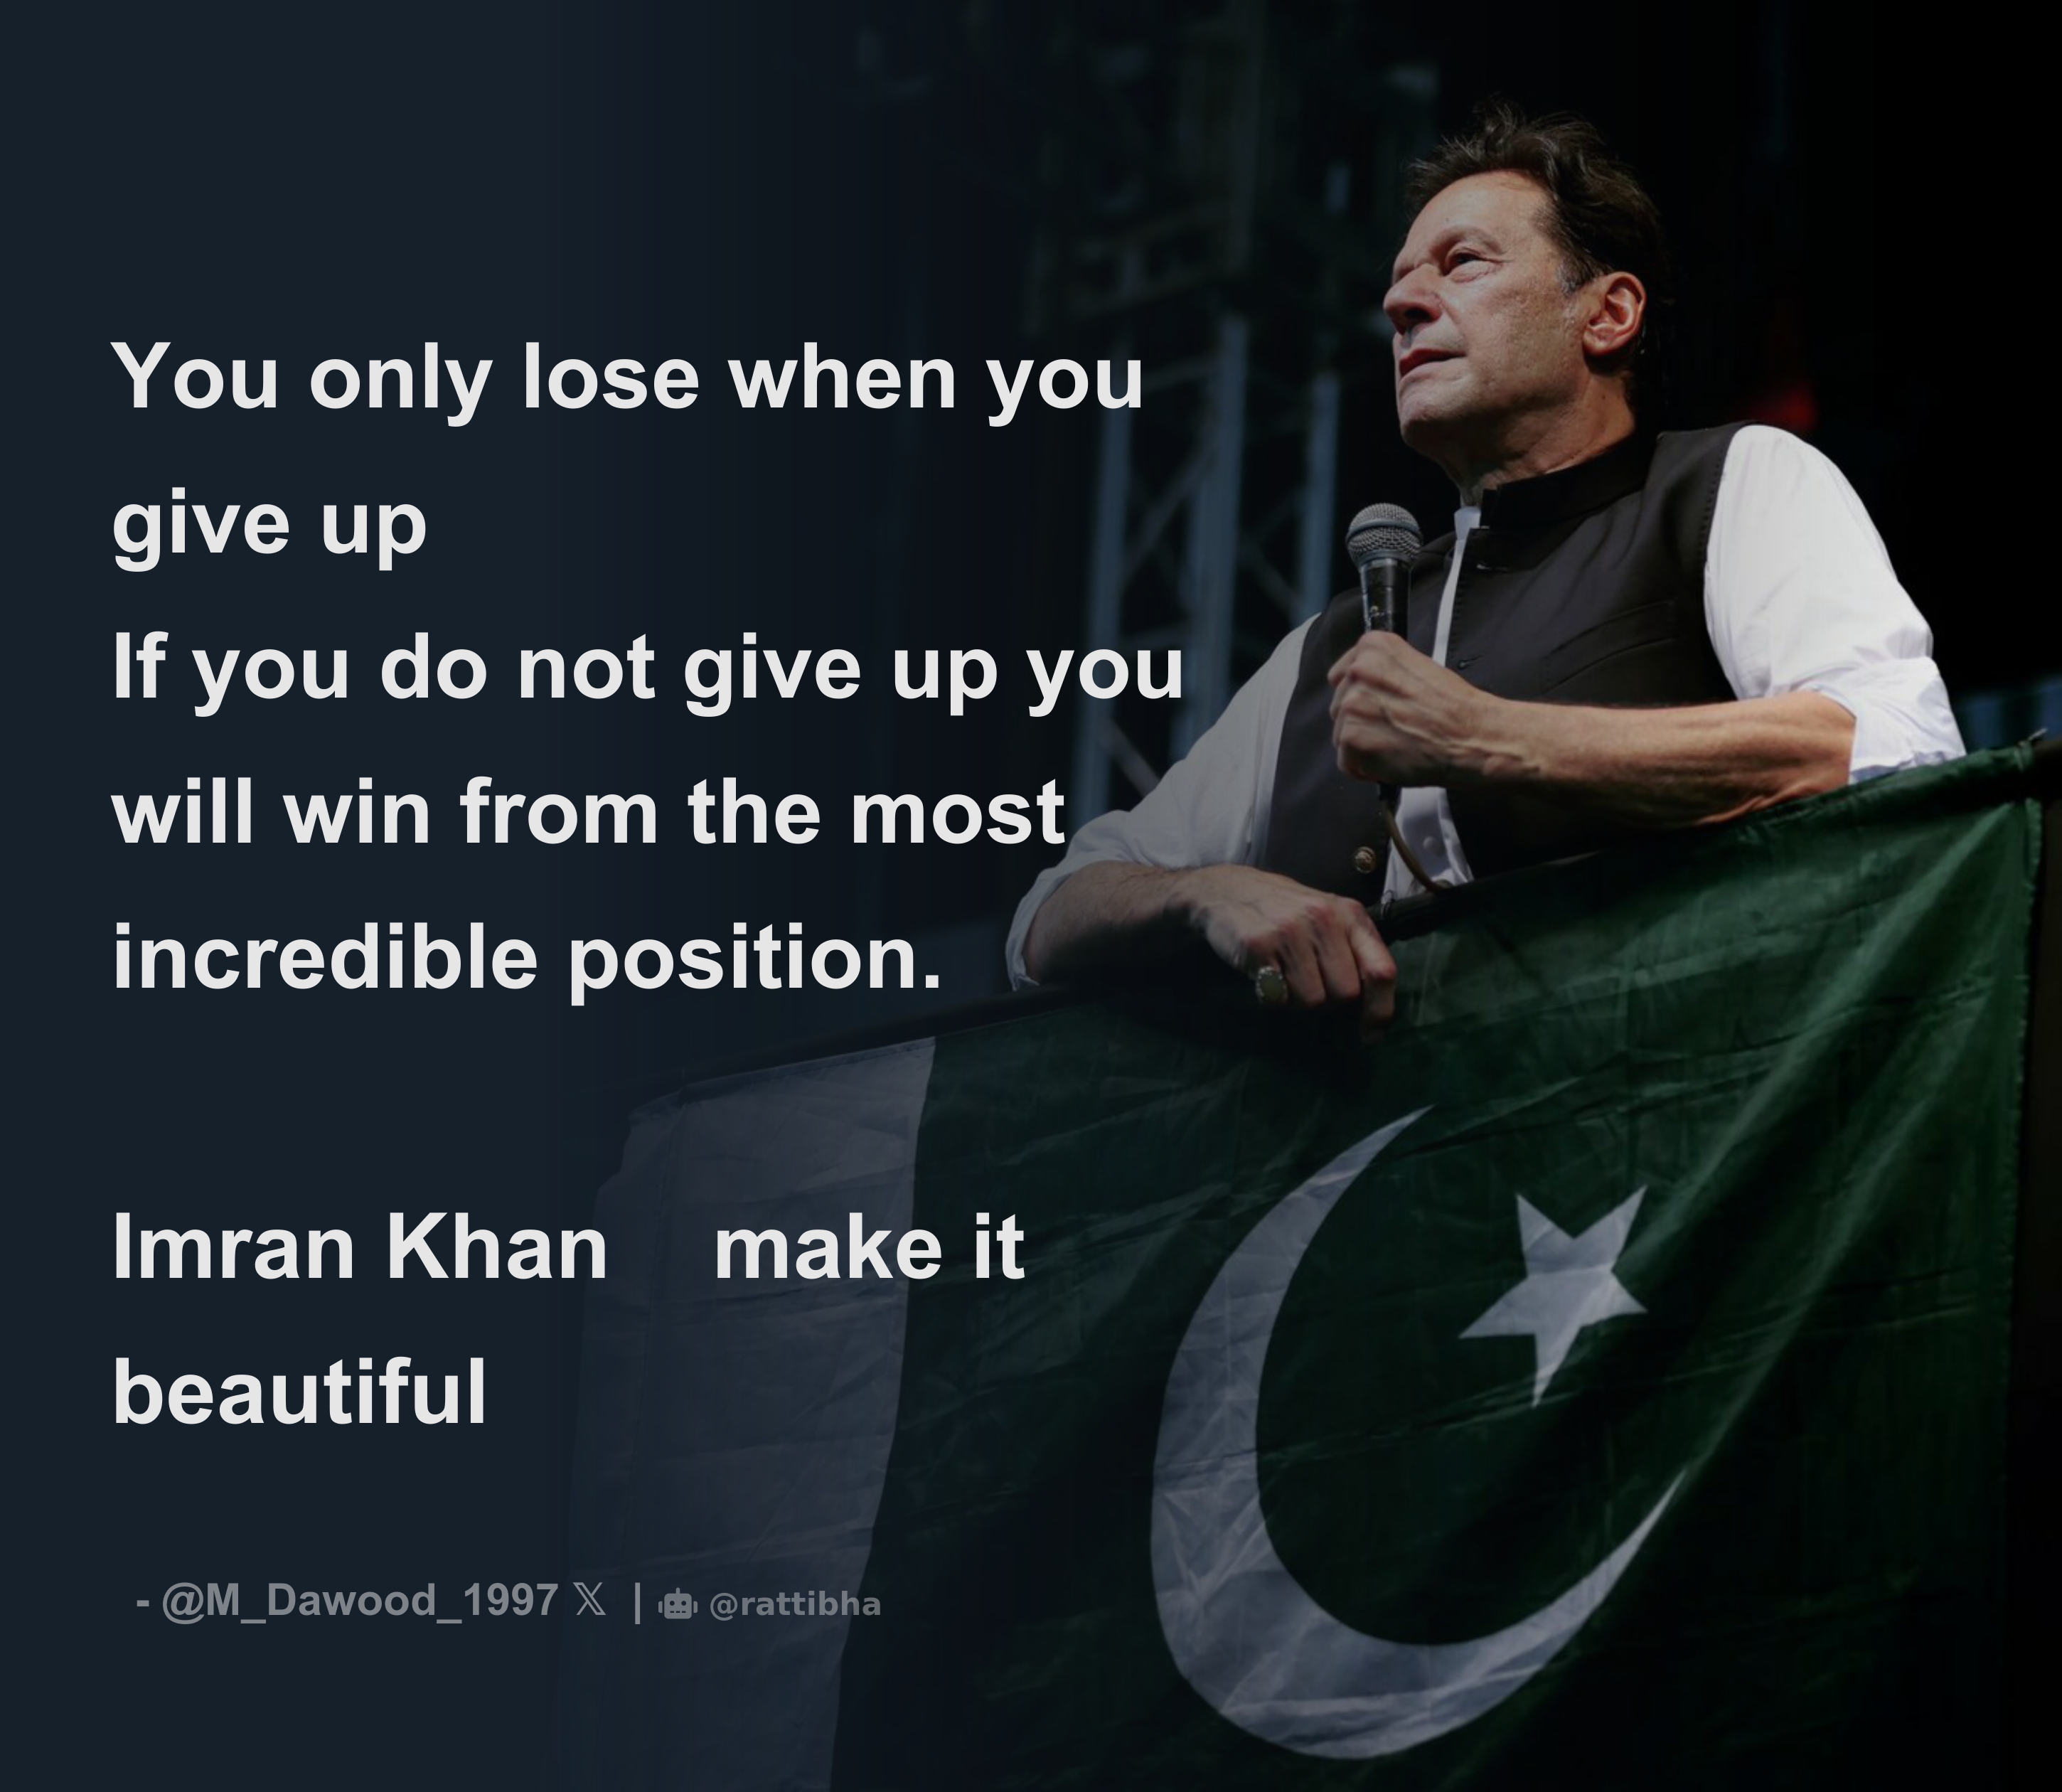 You only lose when you
give up
If you do not give up you
will win from the most
incredible position.
Imran Khan make it
beautiful
- @M_Dawood_1997 𝕏 | @rattibha